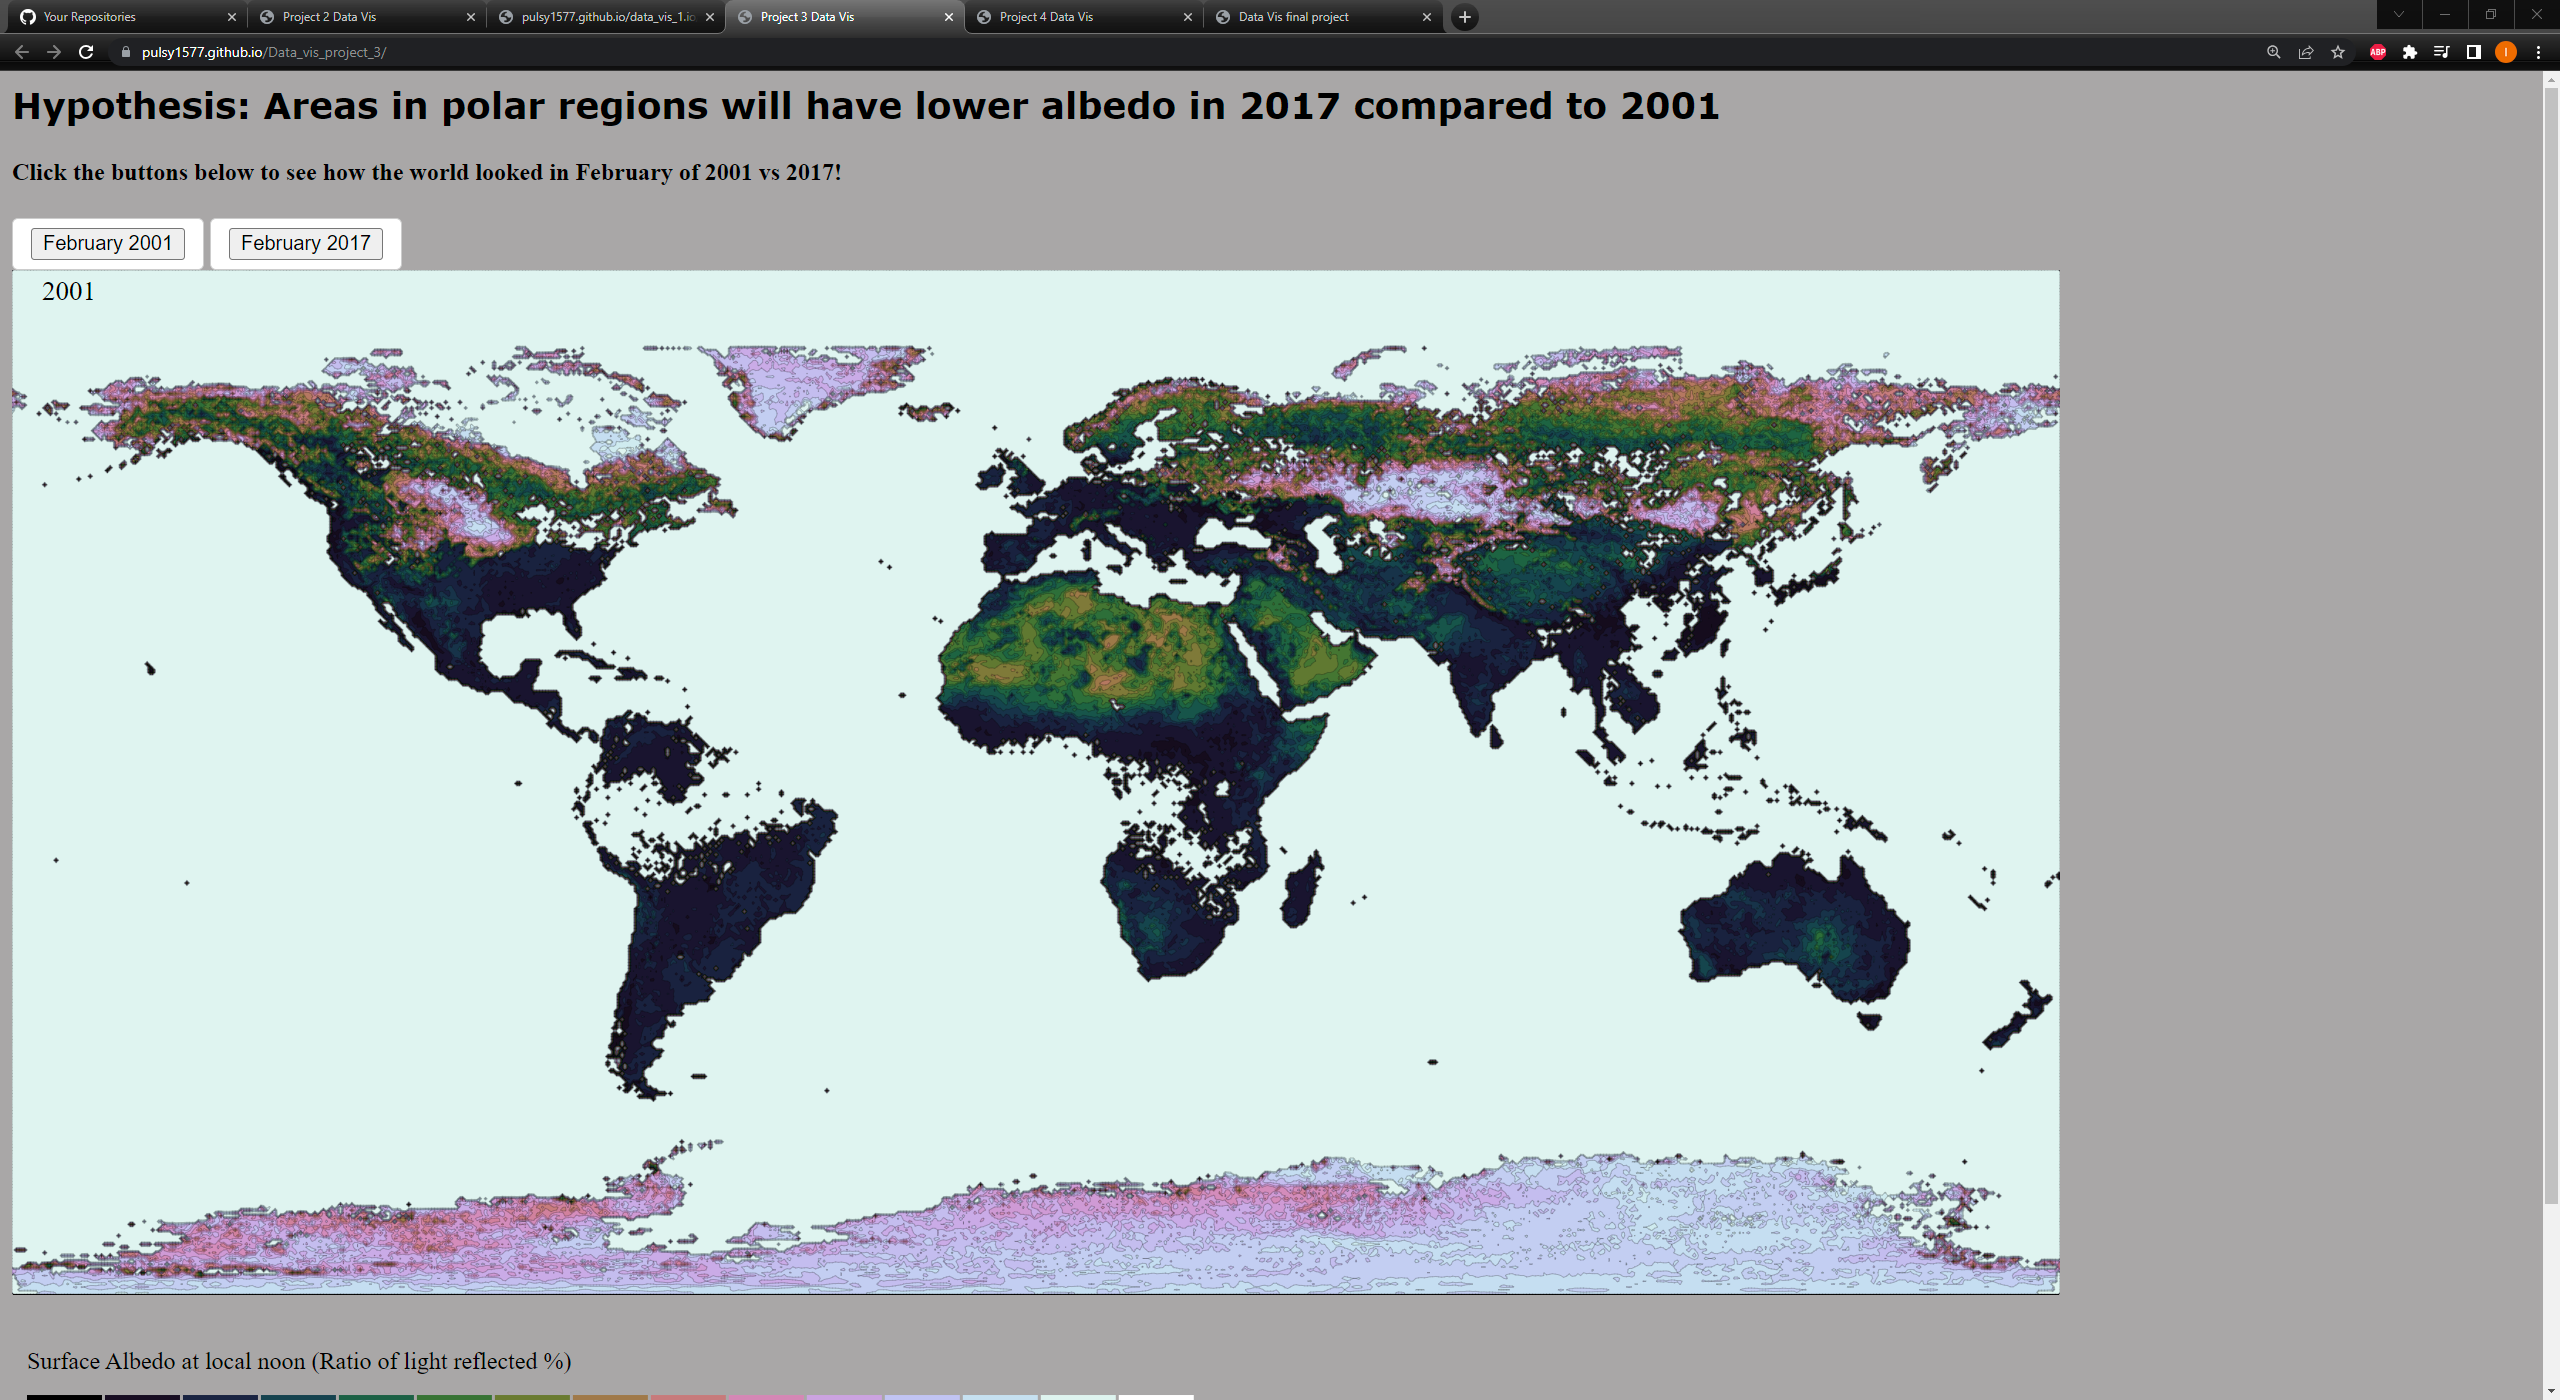 Your Repositories
Project 2 Data Vis
pulsy1577.github.io/data_vis_1.io
Project 3 Data Vis
Project 4 Data Vis
Data Vis final project
pulsy1577.github.io/Data_vis_project_3/
ABP
I
Hypothesis: Areas in polar regions will have lower albedo in 2017 compared to 2001
Click the buttons below to see how the world looked in February of 2001 vs 2017!
February 2001
February 2017
2001
Surface Albedo at local noon (Ratio of light reflected %)